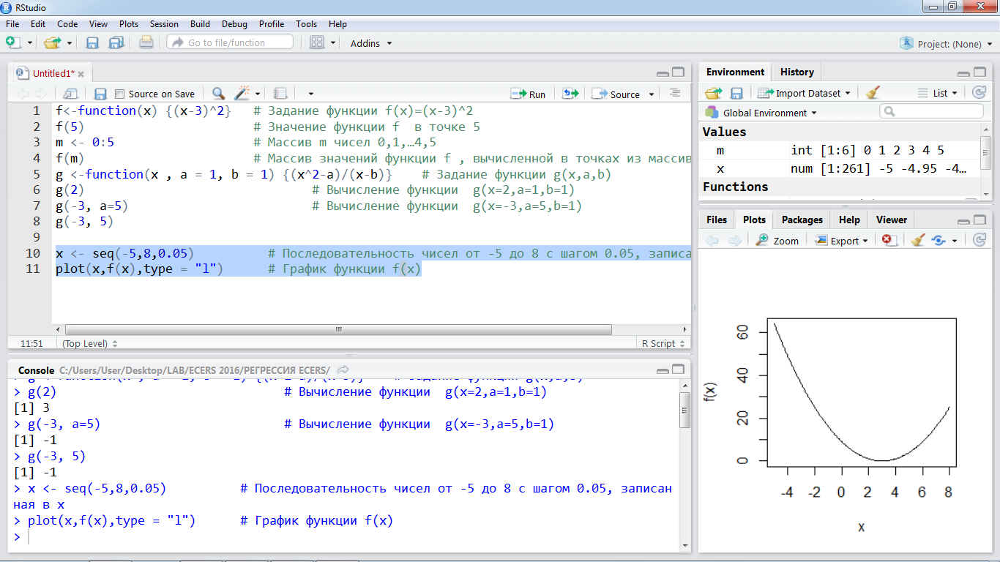 RStudio
File Edit Code View Plots Session Build Debug Profile Tools Help
Go to file/function Addins Project: (None)
Untitled1*
Source on Save Run Source
1 f<-function(x) {(x-3)^2} # Задание функции f(x)=(x-3)^2
2 f(5) # Значение функции f в точке 5
3 m <- 0:5 # Массив m чисел 0,1,…4,5
4 f(m) # Массив значений функции f , вычисленной в точках из массив
5 g <-function(x , a = 1, b = 1) {(x^2-a)/(x-b)} # Задание функции g(x,a,b)
6 g(2) # Вычисление функции g(x=2,a=1,b=1)
7 g(-3, a=5) # Вычисление функции g(x=-3,a=5,b=1)
8 g(-3, 5)
9
10 x <- seq(-5,8,0.05) # Последовательность чисел от -5 до 8 с шагом 0.05, записа
11 plot(x,f(x),type = "l") # График функции f(x)
11:51 (Top Level) R Script
Console C:/Users/User/Desktop/LAB/ECERS 2016/РЕГРЕССИЯ ECERS/
> g(2) # Вычисление функции g(x=2,a=1,b=1)
[1] 3
> g(-3, a=5) # Вычисление функции g(x=-3,a=5,b=1)
[1] -1
> g(-3, 5)
[1] -1
> x <- seq(-5,8,0.05) # Последовательность чисел от -5 до 8 с шагом 0.05, записан
ная в x
> plot(x,f(x),type = "l") # График функции f(x)
>
Environment History
Import Dataset List
Global Environment
Values
m int [1:6] 0 1 2 3 4 5
x num [1:261] -5 -4.95 -4…
Functions
Files Plots Packages Help Viewer
Zoom Export
f(x)
60
40
20
0
-4 -2 0 2 4 6 8
x